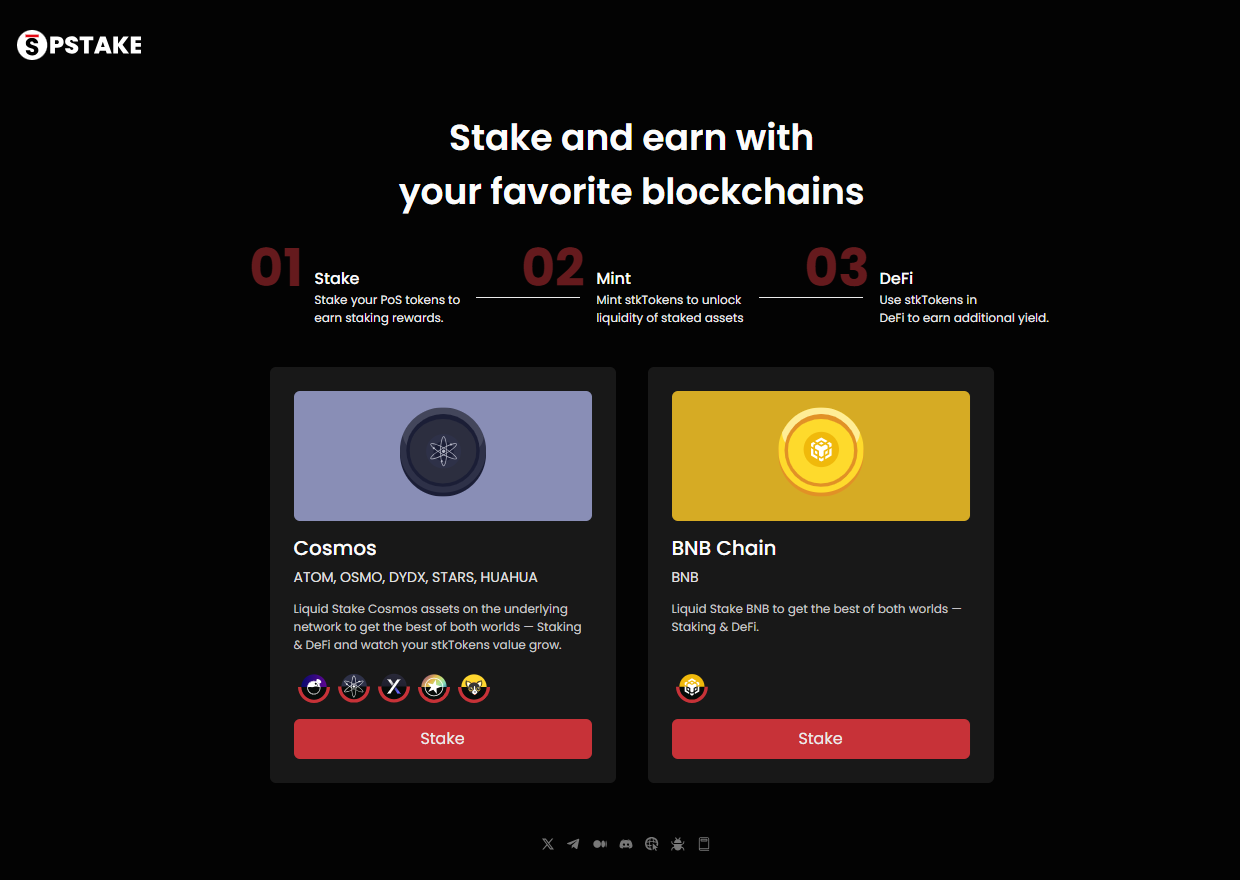 PSTAKE
Stake and earn with
your favorite blockchains
01
Stake
Stake your PoS tokens to
earn staking rewards.
02
Mint
Mint stkTokens to unlock
liquidity of staked assets
03
DeFi
Use stkTokens in
DeFi to earn additional yield.
Cosmos
ATOM, OSMO, DYDX, STARS, HUAHUA
Liquid Stake Cosmos assets on the underlying
network to get the best of both worlds — Staking
& DeFi and watch your stkTokens value grow.
Stake
BNB Chain
BNB
Liquid Stake BNB to get the best of both worlds —
Staking & DeFi.
Stake